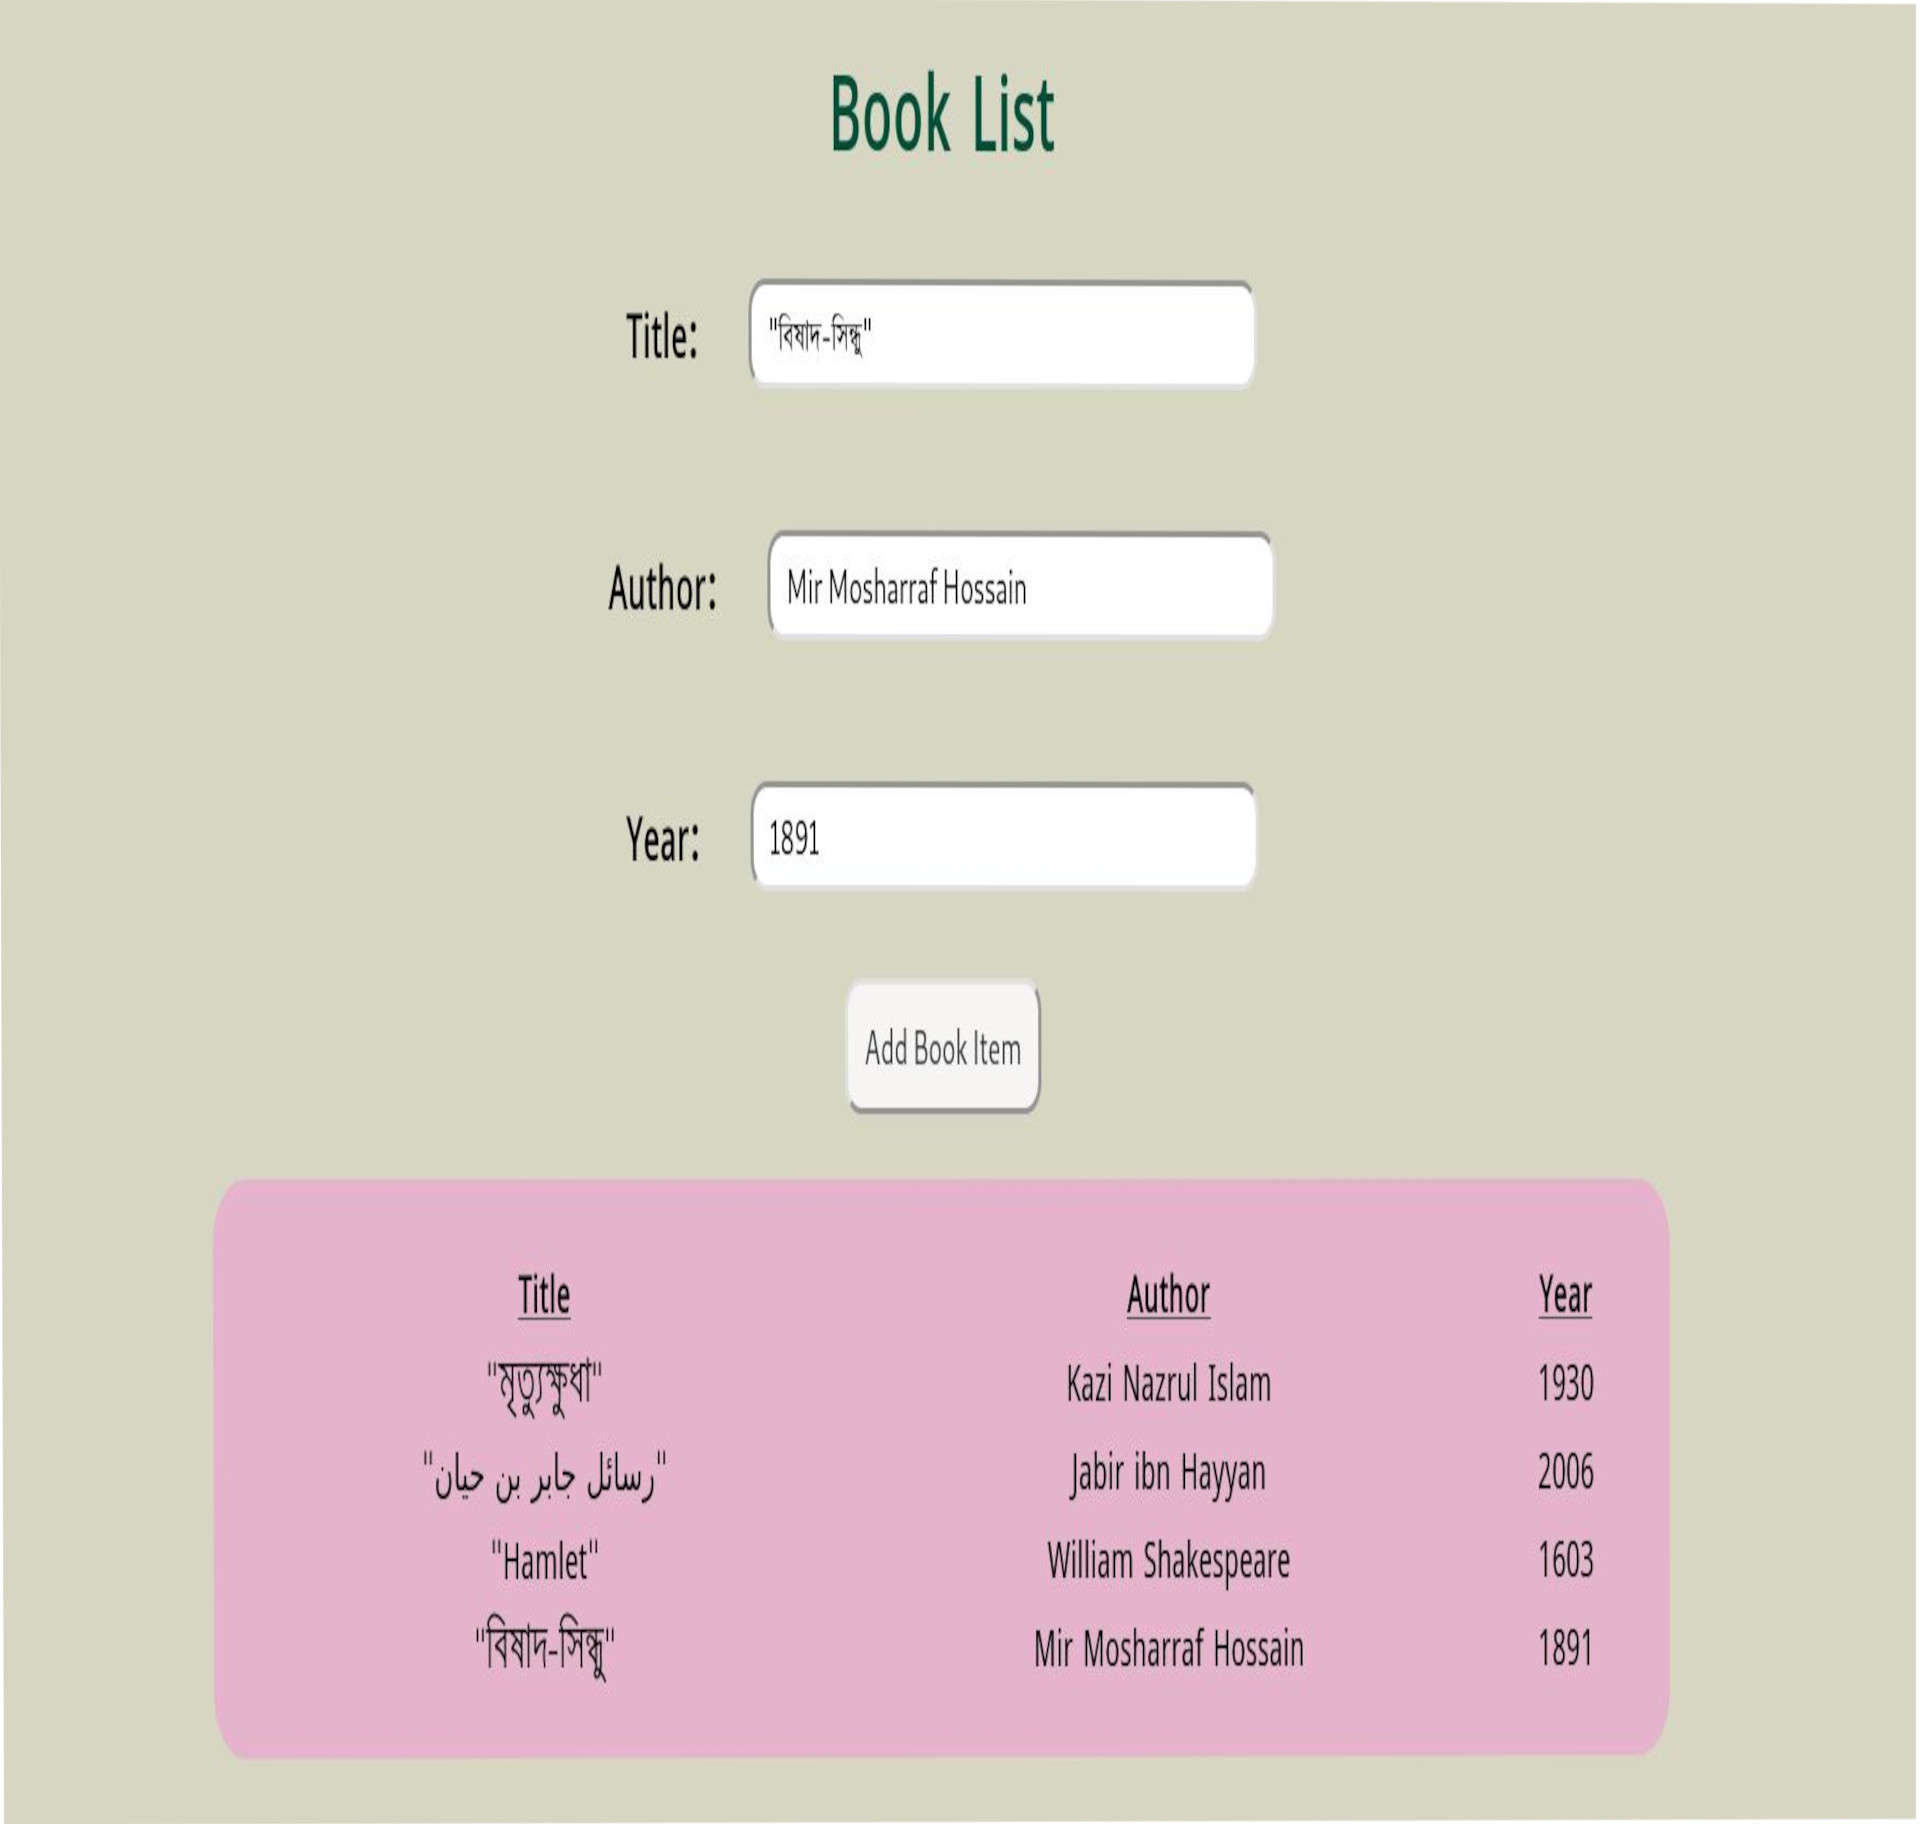 Book List
Title: "বিষাদ-সিন্ধু"
Author: Mir Mosharraf Hossain
Year: 1891
Add Book Item
Title Author Year
"মৃত্যুক্ষুধা" Kazi Nazrul Islam 1930
"رسائل جابر بن حيان" Jabir ibn Hayyan 2006
"Hamlet" William Shakespeare 1603
"বিষাদ-সিন্ধু" Mir Mosharraf Hossain 1891